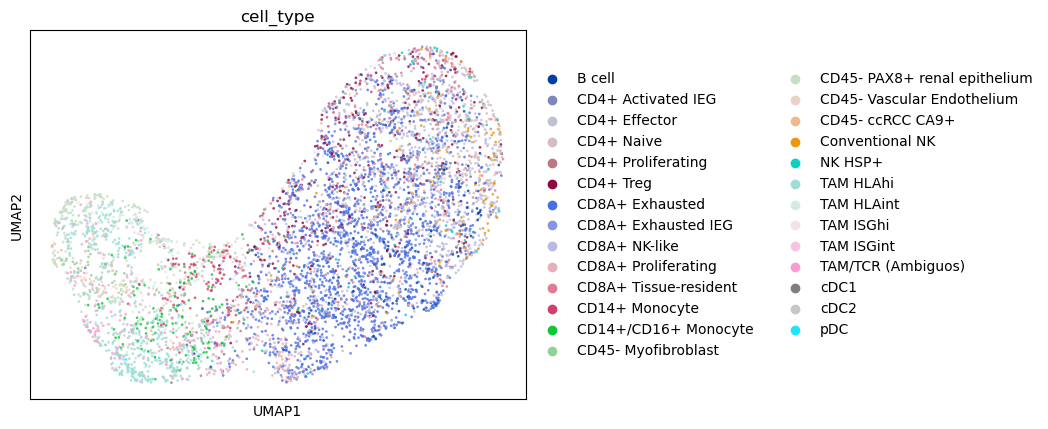 cell_type
UMAP2
UMAP1
B cell
CD4+ Activated IEG
CD4+ Effector
CD4+ Naive
CD4+ Proliferating
CD4+ Treg
CD8A+ Exhausted
CD8A+ Exhausted IEG
CD8A+ NK-like
CD8A+ Proliferating
CD8A+ Tissue-resident
CD14+ Monocyte
CD14+/CD16+ Monocyte
CD45- Myofibroblast
CD45- PAX8+ renal epithelium
CD45- Vascular Endothelium
CD45- ccRCC CA9+
Conventional NK
NK HSP+
TAM HLAhi
TAM HLAint
TAM ISGhi
TAM ISGint
TAM/TCR (Ambiguos)
cDC1
cDC2
pDC